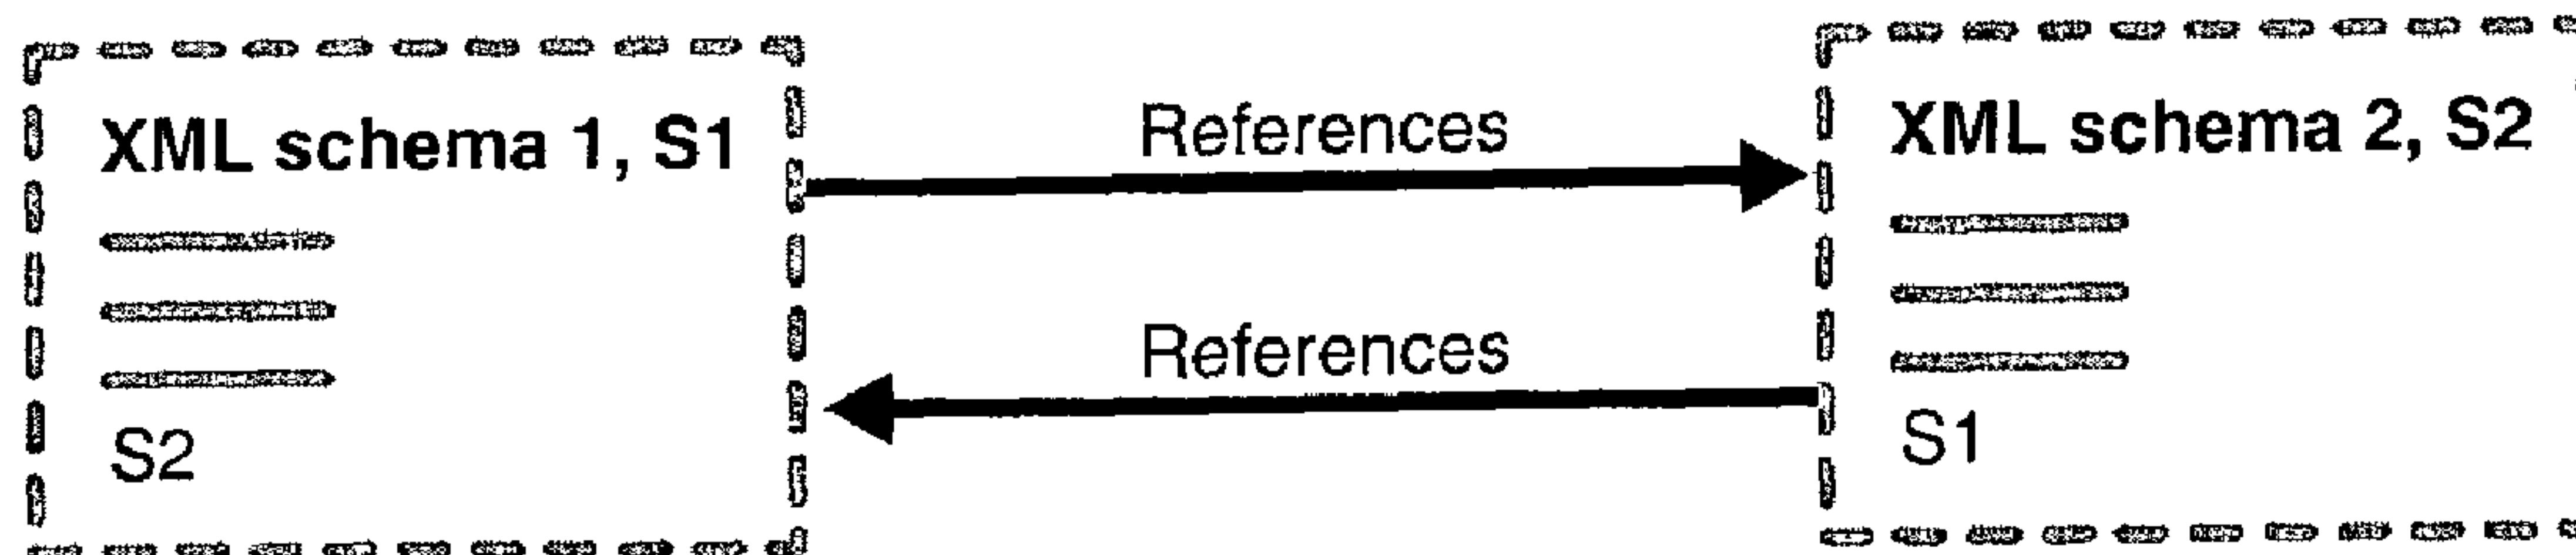 XML schema 1, S1
S2
References
References
XML schema 2, S2
S1